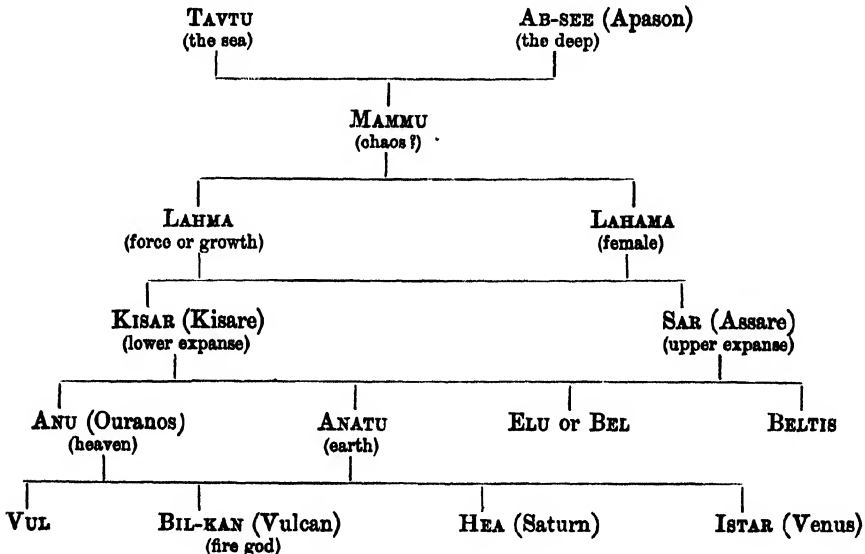 TAVTU AB-SEE (Apason)
(the sea) (the deep)
MAMMU
(chaos?)
LAHMA LAHAMA
(force or growth) (female)
KISAR (Kisare) SAR (Assare)
(lower expanse) (upper expanse)
ANU (Ouranos) ANATU ELU or BEL BELTIS
(heaven) (earth)
VUL BIL-KAN (Vulcan) HEA (Saturn) ISTAR (Venus)
(fire god)